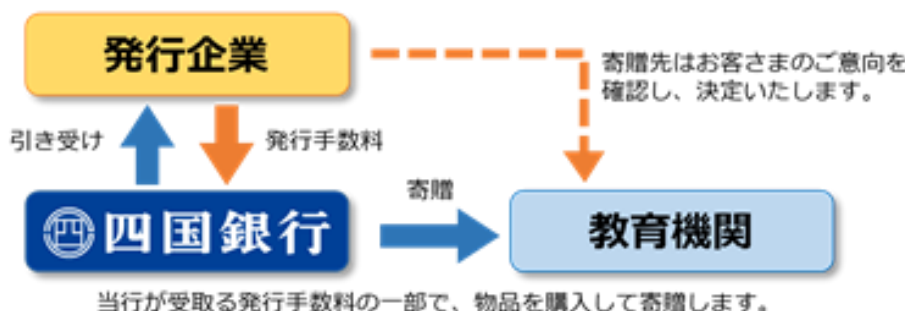 発行企業
寄贈先はお客さまのご意向を
確認し、決定いたします。
引き受け
発行手数料
寄贈
四国銀行
教育機関
当行が受取る発行手数料の一部で、物品を購入して寄贈します。